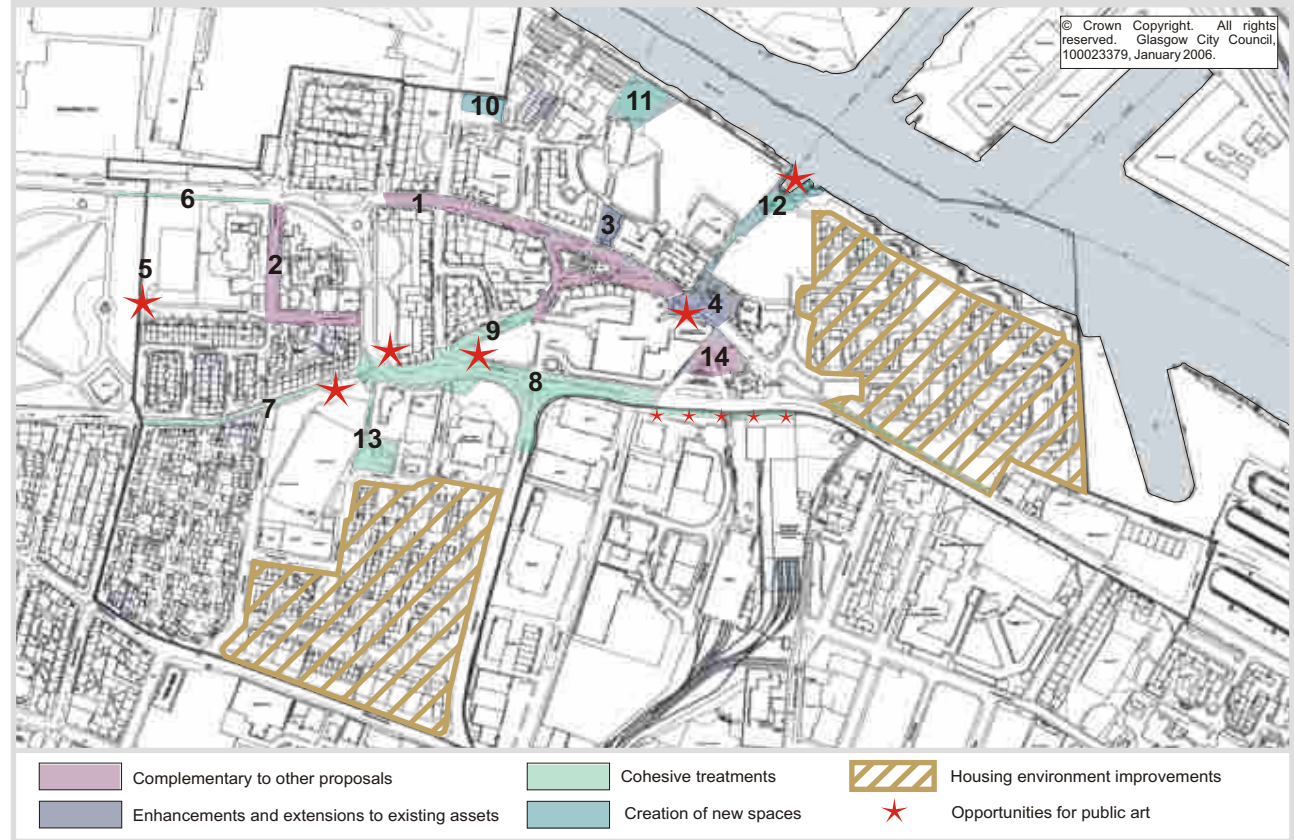 © Crown Copyright. All rights
reserved. Glasgow City Council,
100023379, January 2006.
10
11
6
1
12
3
2
5
4
9
14
8
7
13
Complementary to other proposals
Cohesive treatments
Housing environment improvements
Enhancements and extensions to existing assets
Creation of new spaces
Opportunities for public art